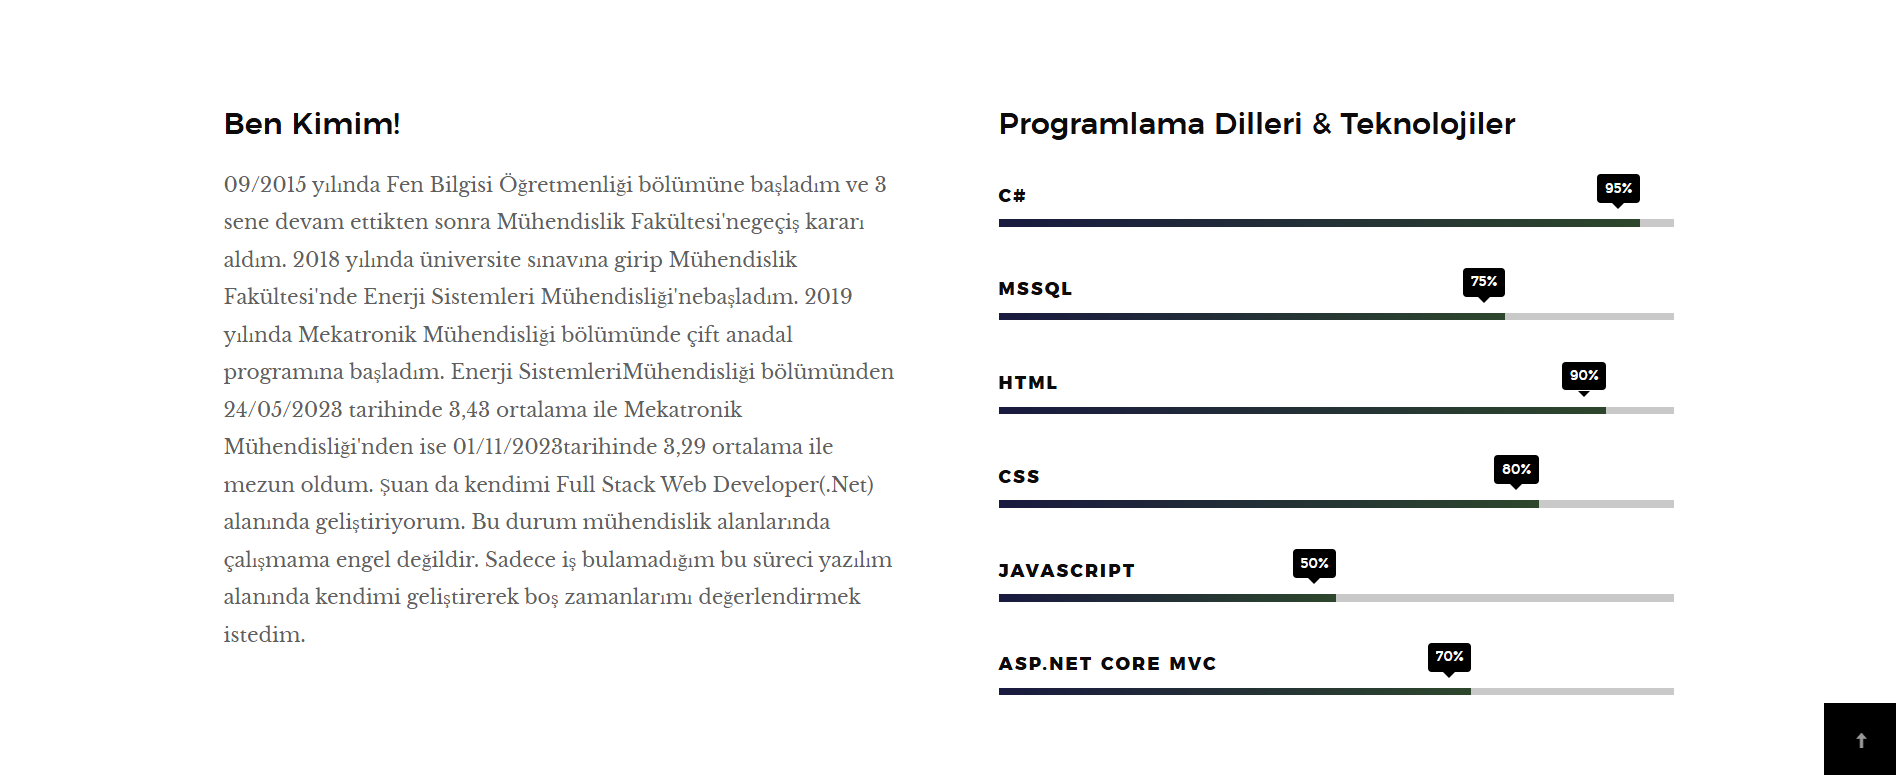 Ben Kimim!
09/2015 yılında Fen Bilgisi Öğretmenliği bölümüne başladım ve 3
sene devam ettikten sonra Mühendislik Fakültesi'negeçiş kararı
aldım. 2018 yılında üniversite sınavına girip Mühendislik
Fakültesi'nde Enerji Sistemleri Mühendisliği'nebaşladım. 2019
yılında Mekatronik Mühendisliği bölümünde çift anadal
programına başladım. Enerji SistemleriMühendisliği bölümünden
24/05/2023 tarihinde 3,43 ortalama ile Mekatronik
Mühendisliği'nden ise 01/11/2023tarihinde 3,29 ortalama ile
mezun oldum. Şuan da kendimi Full Stack Web Developer(.Net)
alanında geliştiriyorum. Bu durum mühendislik alanlarında
çalışmama engel değildir. Sadece iş bulamadığım bu süreci yazılım
alanında kendimi geliştirerek boş zamanlarımı değerlendirmek
istedim.
Programlama Dilleri & Teknolojiler
C# 95%
MSSQL 75%
HTML 90%
CSS 80%
JAVASCRIPT 50%
ASP.NET CORE MVC 70%